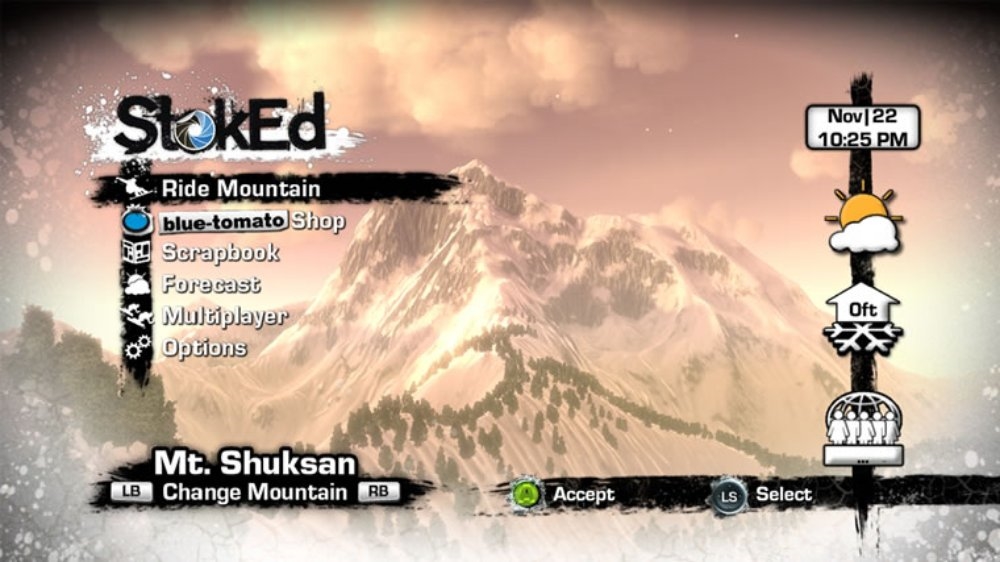 StokEd
Nov|22
10:25 PM
Ride Mountain
blue-tomato Shop
Scrapbook
Forecast
Multiplayer
Options
0ft
...
Mt. Shuksan
LB Change Mountain RB
A Accept
LS Select